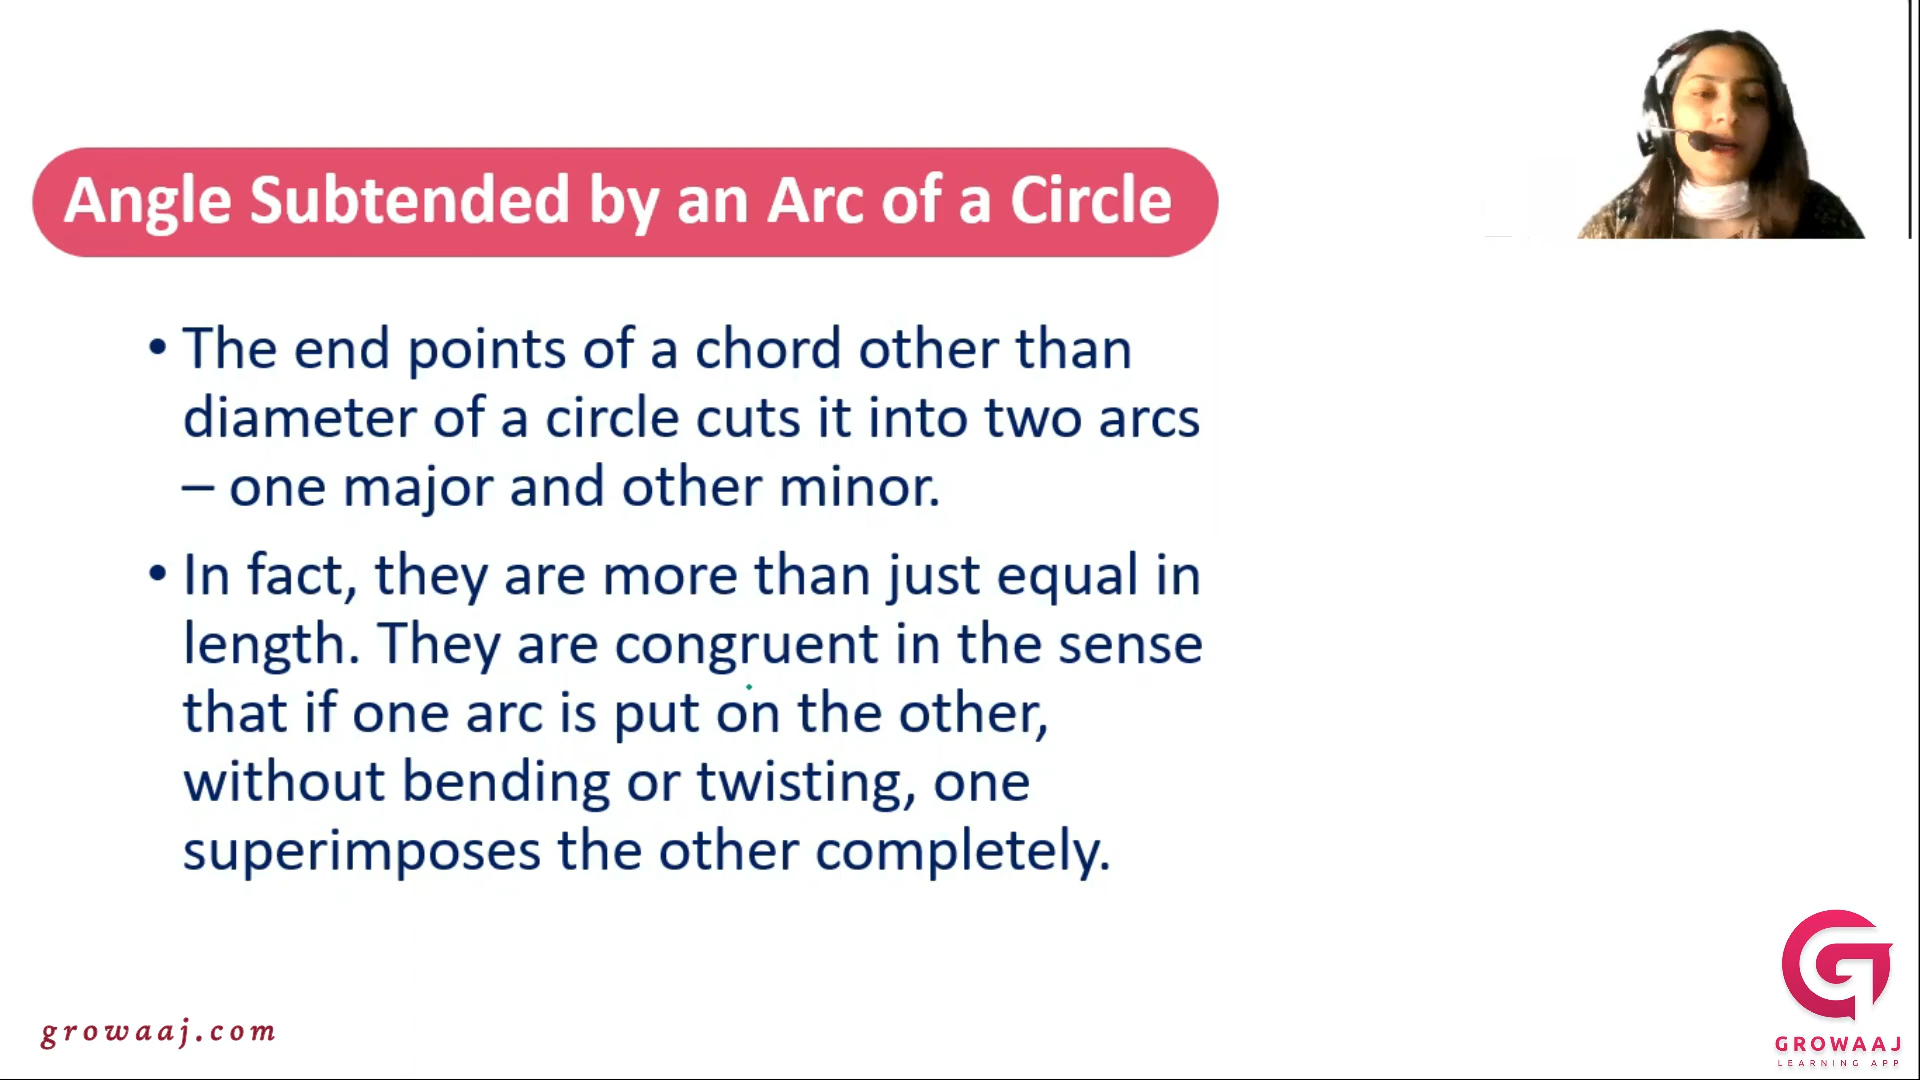 Angle Subtended by an Arc of a Circle
• The end points of a chord other than
diameter of a circle cuts it into two arcs
– one major and other minor.
• In fact, they are more than just equal in
length. They are congruent in the sense
that if one arc is put on the other,
without bending or twisting, one
superimposes the other completely.
growaaj.com
GROWAAJ
LEARNING APP